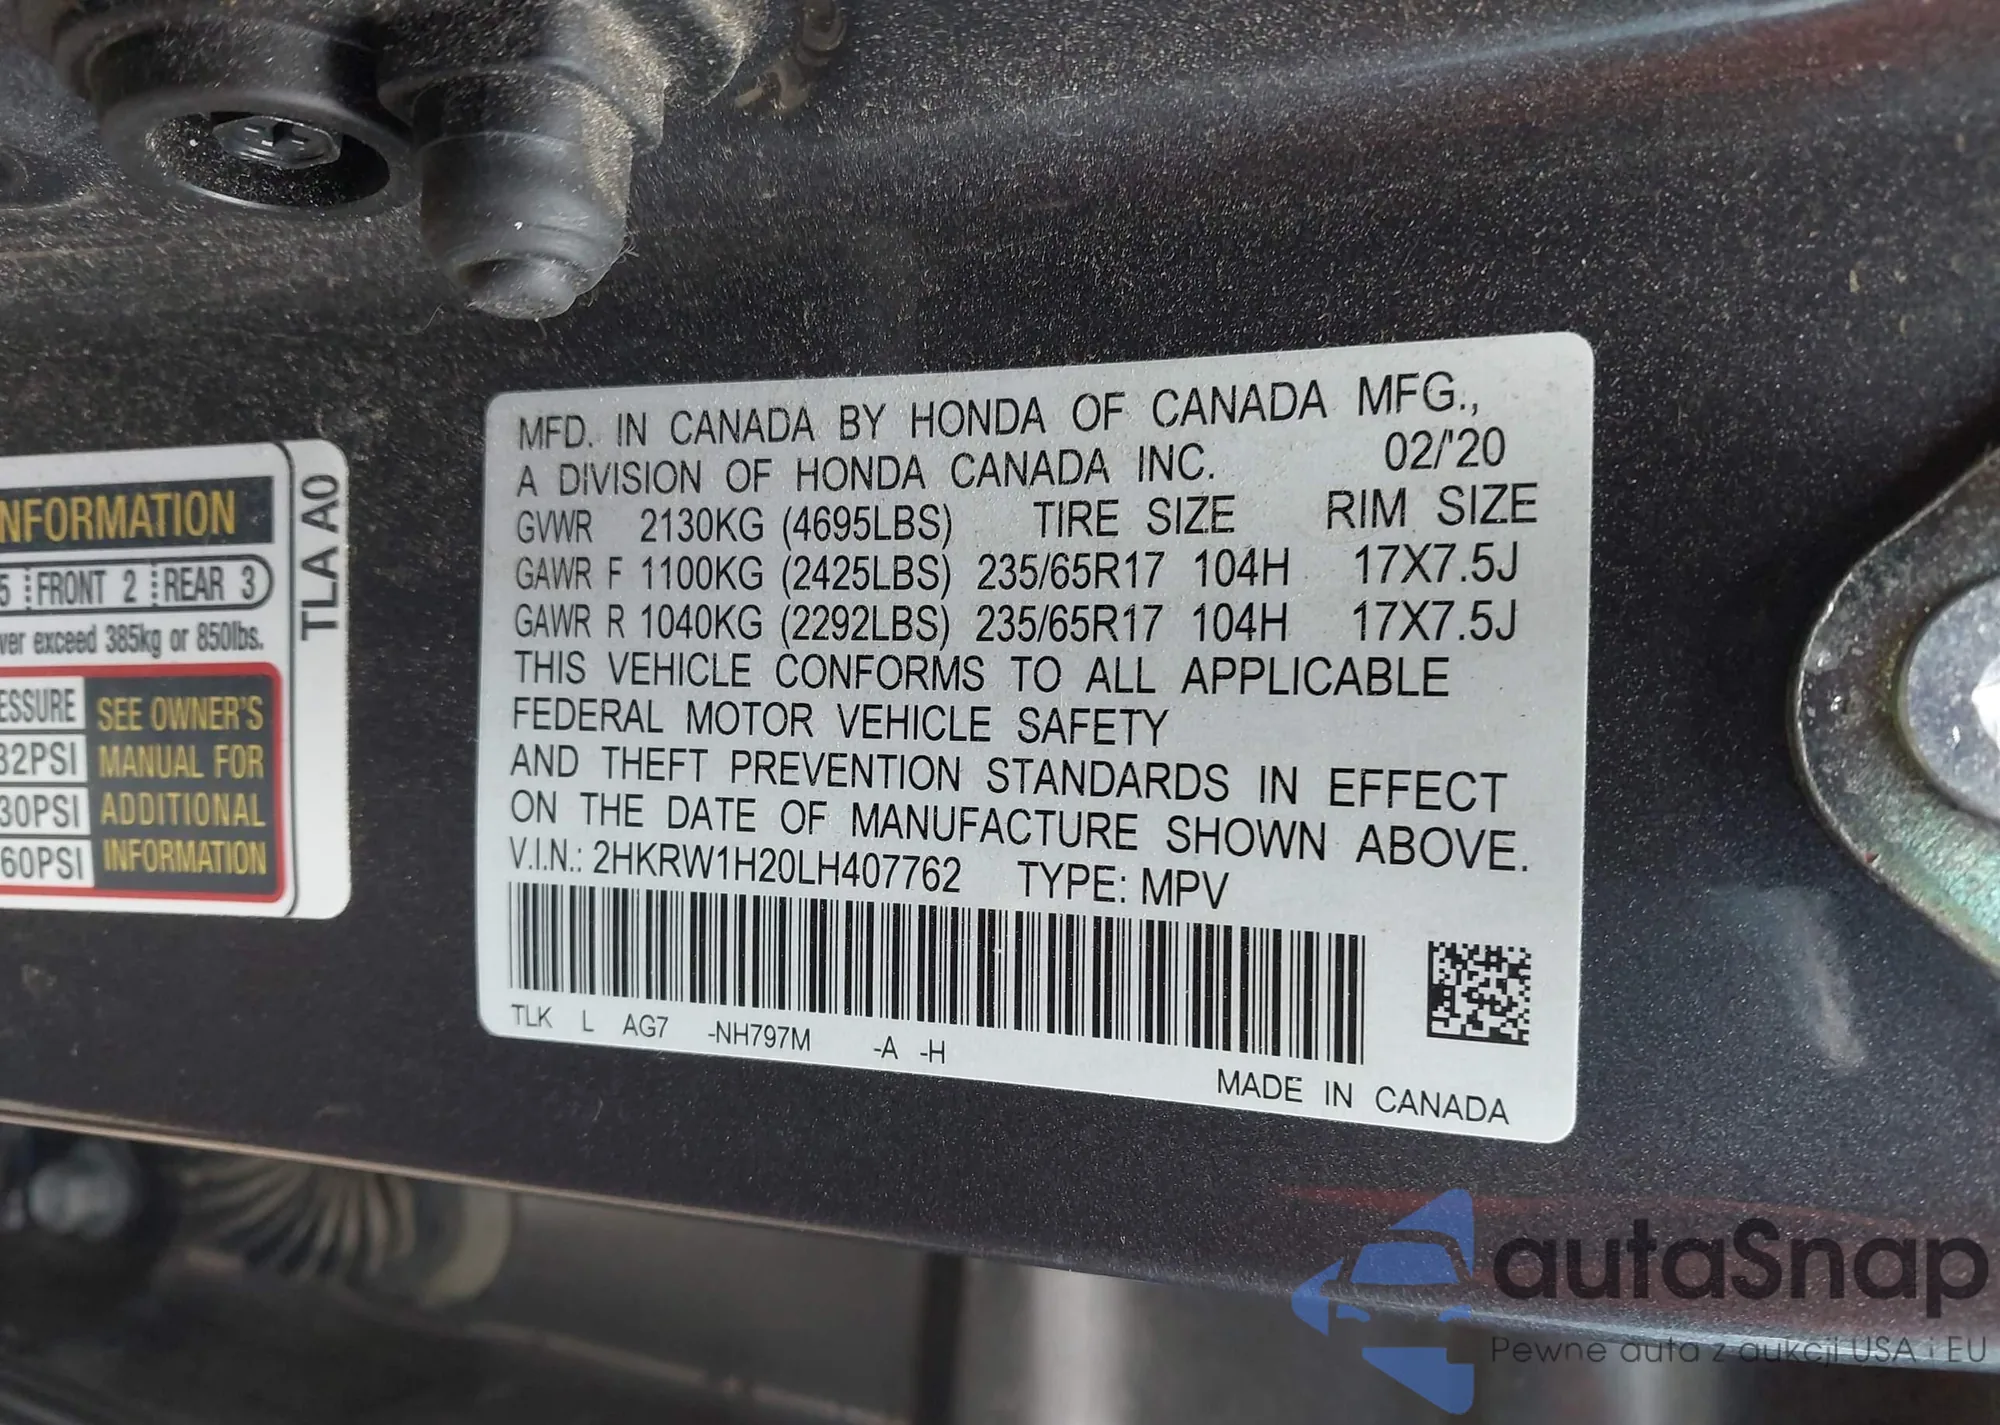 NFORMATION
5 FRONT 2 REAR 3
ver exceed 385kg or 850lbs.
ESSURE
32PSI
30PSI
60PSI
SEE OWNER'S
MANUAL FOR
ADDITIONAL
INFORMATION
TLA A0
MFD. IN CANADA BY HONDA OF CANADA MFG.,
A DIVISION OF HONDA CANADA INC. 02/'20
GVWR 2130KG (4695LBS) TIRE SIZE RIM SIZE
GAWR F 1100KG (2425LBS) 235/65R17 104H 17X7.5J
GAWR R 1040KG (2292LBS) 235/65R17 104H 17X7.5J
THIS VEHICLE CONFORMS TO ALL APPLICABLE
FEDERAL MOTOR VEHICLE SAFETY
AND THEFT PREVENTION STANDARDS IN EFFECT
ON THE DATE OF MANUFACTURE SHOWN ABOVE.
V.I.N.: 2HKRW1H20LH407762 TYPE: MPV
TLK L AG7 -NH797M -A -H
MADE IN CANADA
autaSnap
Pewne auta z aukcji USA i EU